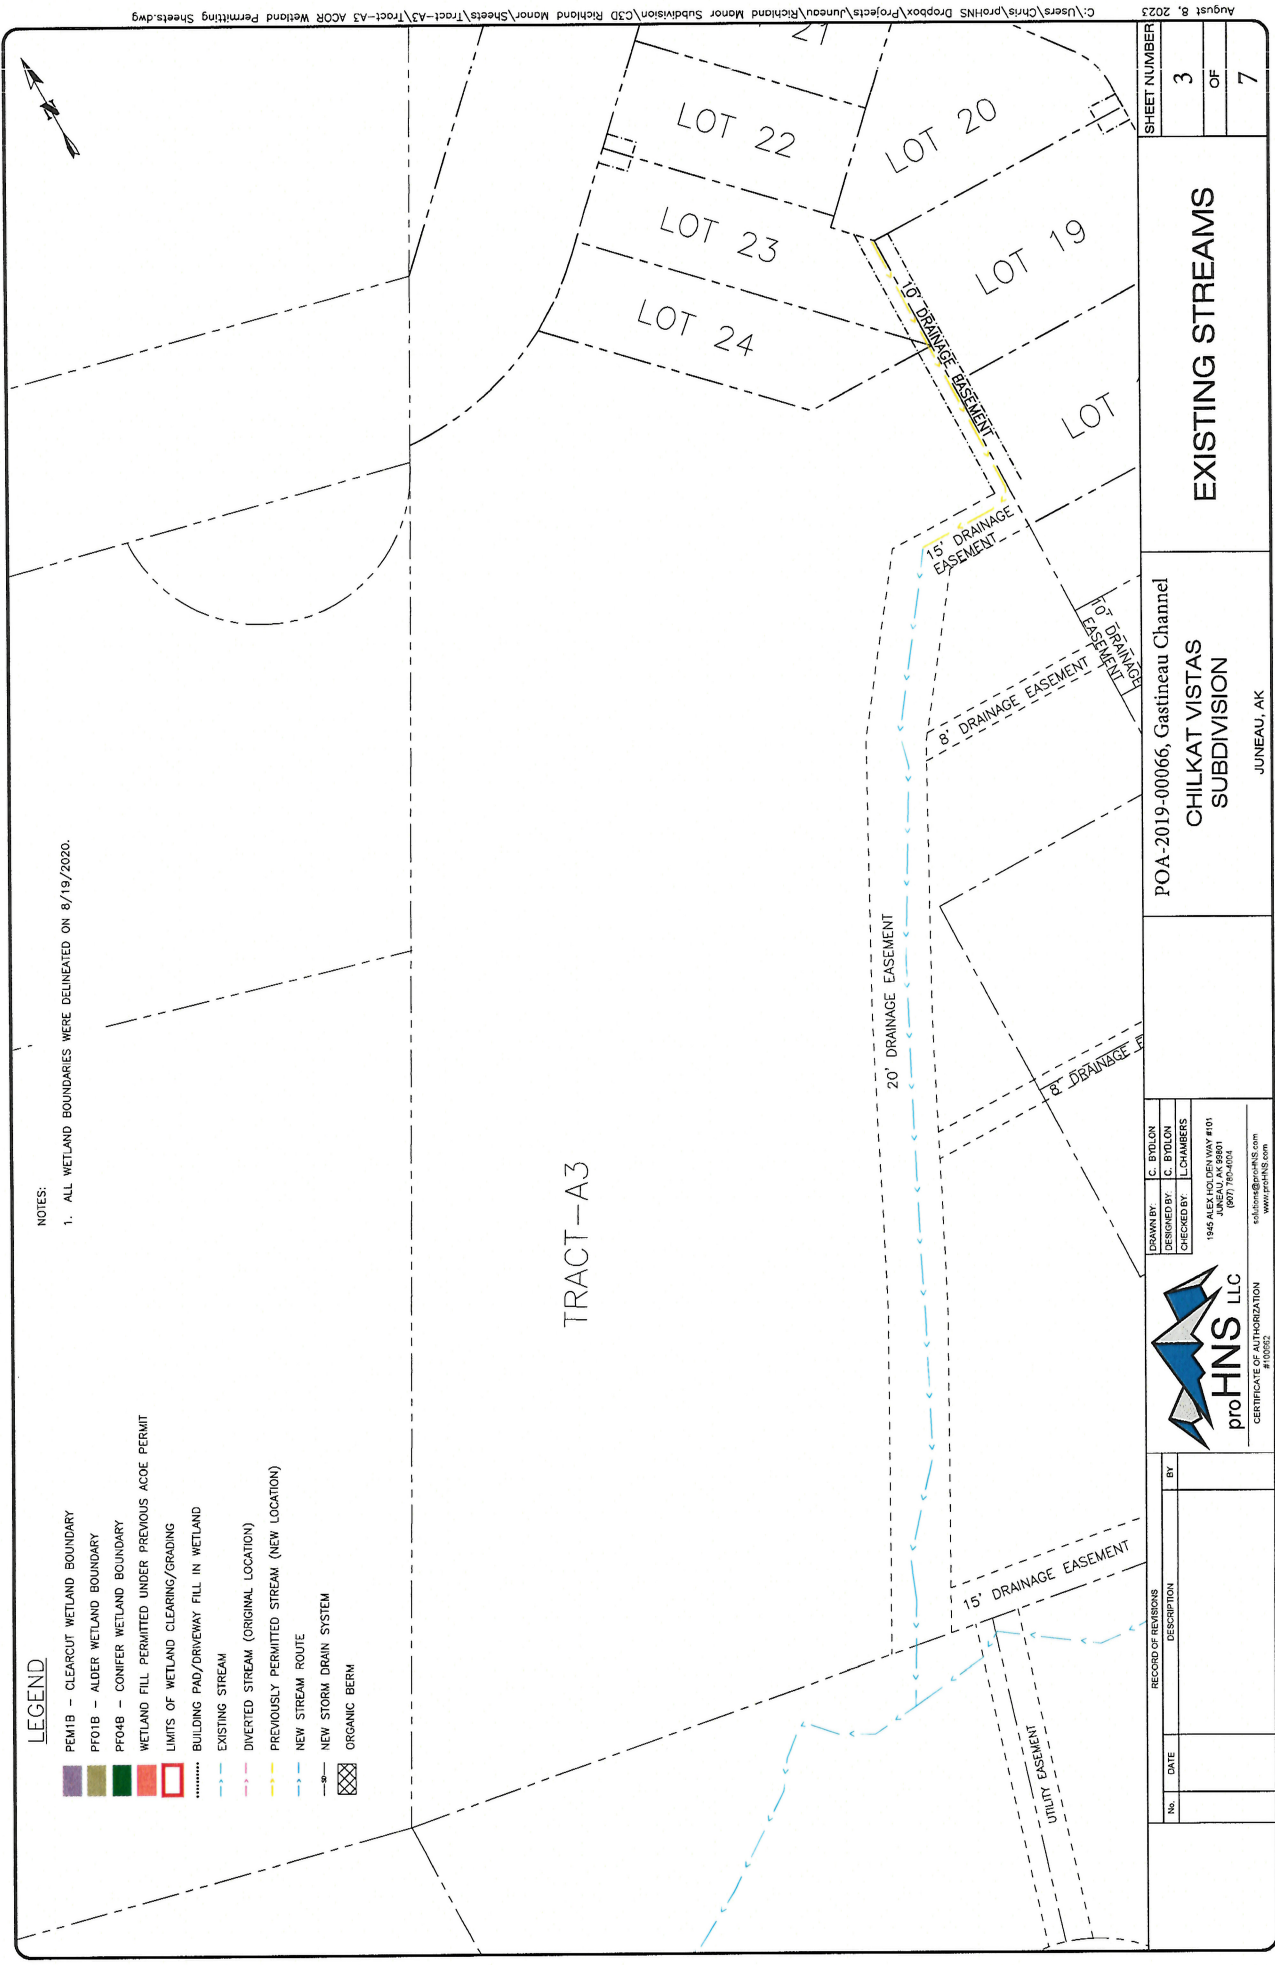 C:\Users\Chris\proHNS Dropbox\Projects\Juneau\Richland Manor Subdivision\C3D Richland Manor\Sheets\Tract-A3\Tract-A3 ACOR Wetland Permitting Sheets.dwg
August 8, 2023
N
NOTES:
1. ALL WETLAND BOUNDARIES WERE DELINEATED ON 8/19/2020.
LEGEND
PEM1B – CLEARCUT WETLAND BOUNDARY
PFO1B – ALDER WETLAND BOUNDARY
PFO4B – CONIFER WETLAND BOUNDARY
WETLAND FILL PERMITTED UNDER PREVIOUS ACOE PERMIT
LIMITS OF WETLAND CLEARING/GRADING
BUILDING PAD/DRIVEWAY FILL IN WETLAND
EXISTING STREAM
DIVERTED STREAM (ORIGINAL LOCATION)
PREVIOUSLY PERMITTED STREAM (NEW LOCATION)
NEW STREAM ROUTE
SD
NEW STORM DRAIN SYSTEM
ORGANIC BERM
TRACT-A3
21
LOT 22
LOT 23
LOT 24
LOT 20
LOT 19
LOT
10' DRAINAGE EASEMENT
15' DRAINAGE
EASEMENT
10' DRAINAGE
EASEMENT
8' DRAINAGE EASEMENT
20' DRAINAGE EASEMENT
8' DRAINAGE E
15' DRAINAGE EASEMENT
UTILITY EASEMENT
RECORD OF REVISIONS
No.
DATE
DESCRIPTION
BY
proHNS LLC
CERTIFICATE OF AUTHORIZATION
DRAWN BY: C. BYDLON
DESIGNED BY: C. BYDLON
CHECKED BY: L.CHAMBERS
1945 ALEX HOLDEN WAY #101
JUNEAU, AK 99801
(907) 780-4004
solutions@proHNS.com
www.proHNS.com
POA-2019-00066, Gastineau Channel
CHILKAT VISTAS
SUBDIVISION
JUNEAU, AK
EXISTING STREAMS
SHEET NUMBER
3
OF
7